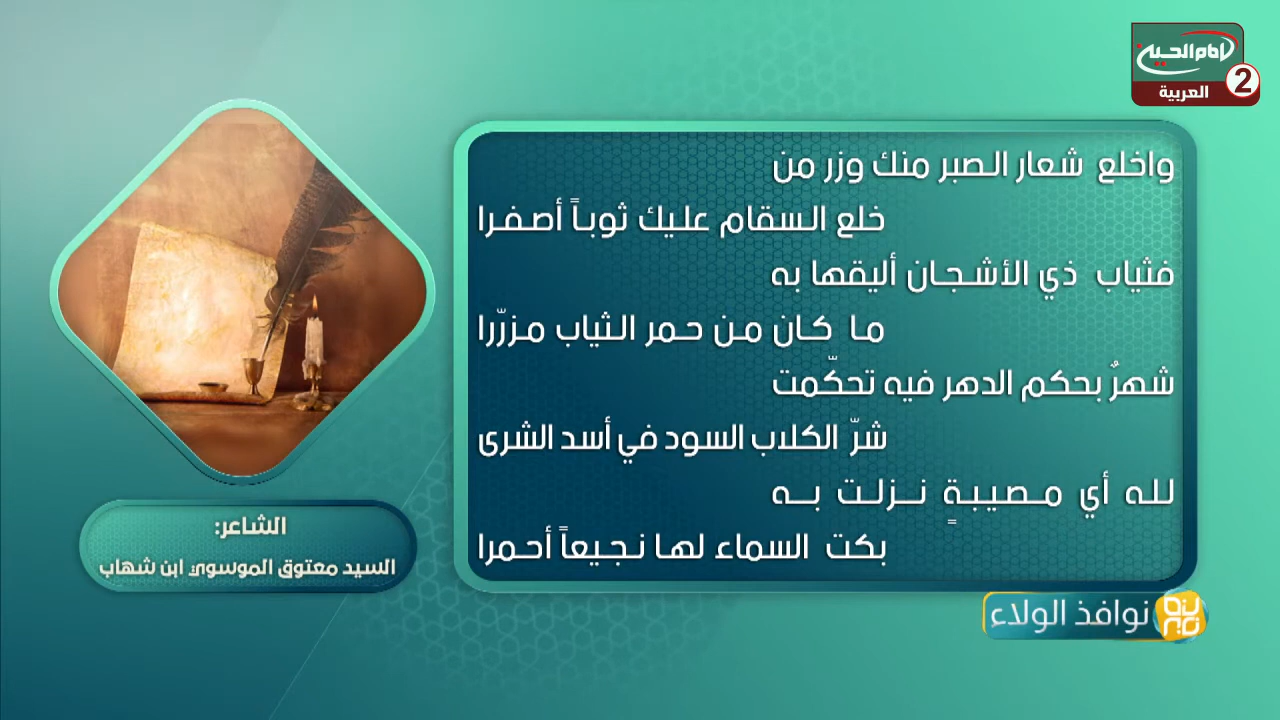 إمام الحسين
2
العربية
واخلع شعار الصبر منك وزر من
خلع السقام عليك ثوباً أصفرا
فثياب ذي الأشجان أليقها به
ما كان من حمر الثياب مزرّرا
شهرٌ بحكم الدهر فيه تحكّمت
شرّ الكلاب السود في أسد الشرى
لله أي مصيبةٍ نزلت به
بكت السماء لها نجيعاً أحمرا
الشاعر:
السيد معتوق الموسوي ابن شهاب
نوافذ الولاء